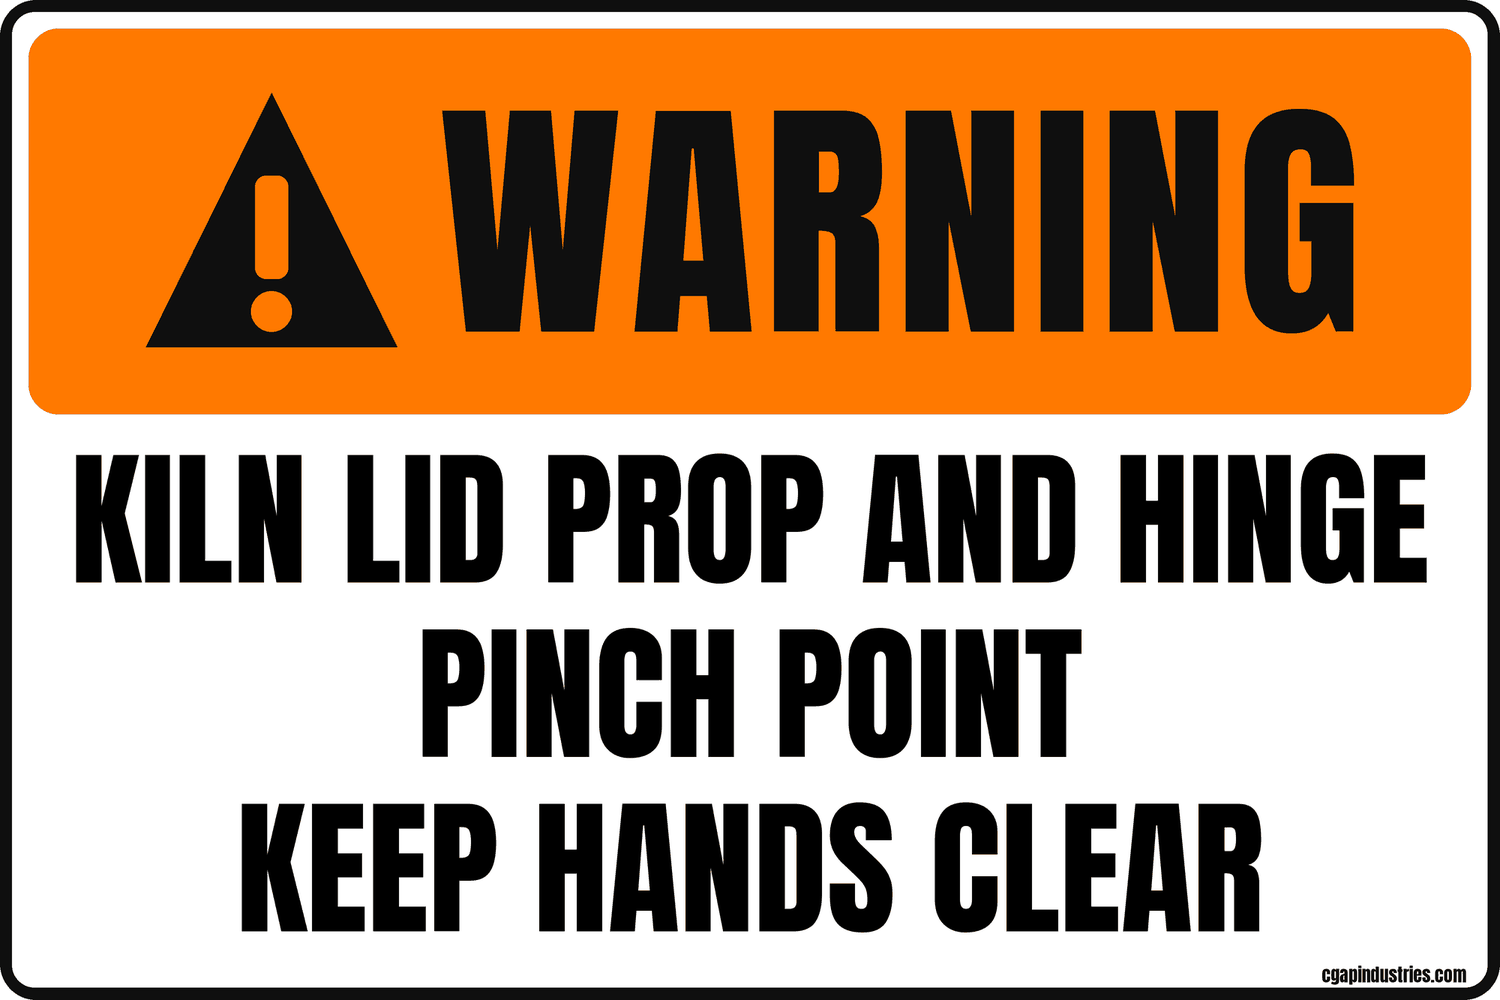 WARNING
KILN LID PROP AND HINGE
PINCH POINT
KEEP HANDS CLEAR
cgapindustries.com